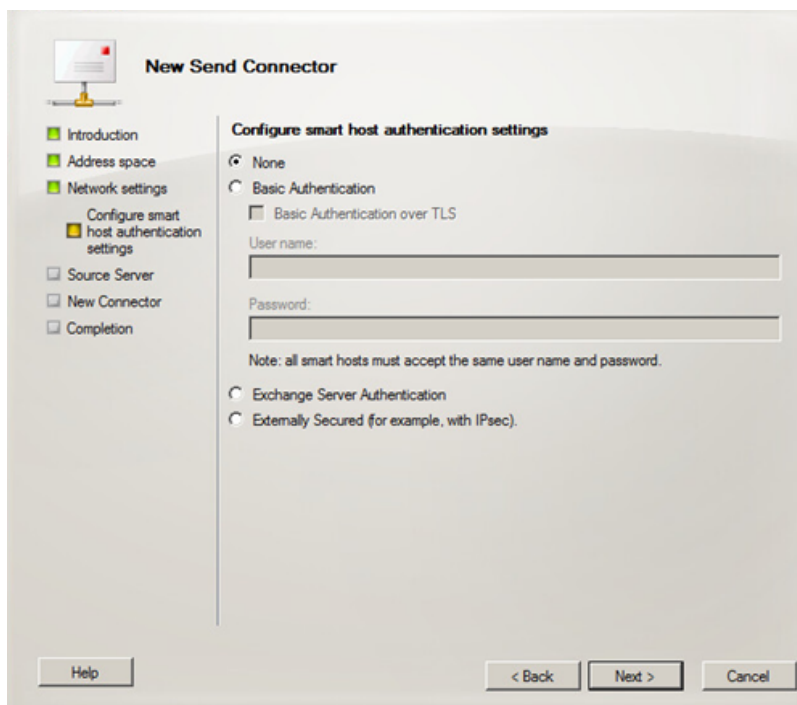 New Send Connector
Introduction
Address space
Network settings
Configure smart
host authentication
settings
Source Server
New Connector
Completion
Configure smart host authentication settings
None
Basic Authentication
Basic Authentication over TLS
User name:
Password:
Note: all smart hosts must accept the same user name and password.
Exchange Server Authentication
Externally Secured (for example, with IPsec).
Help
< Back
Next >
Cancel